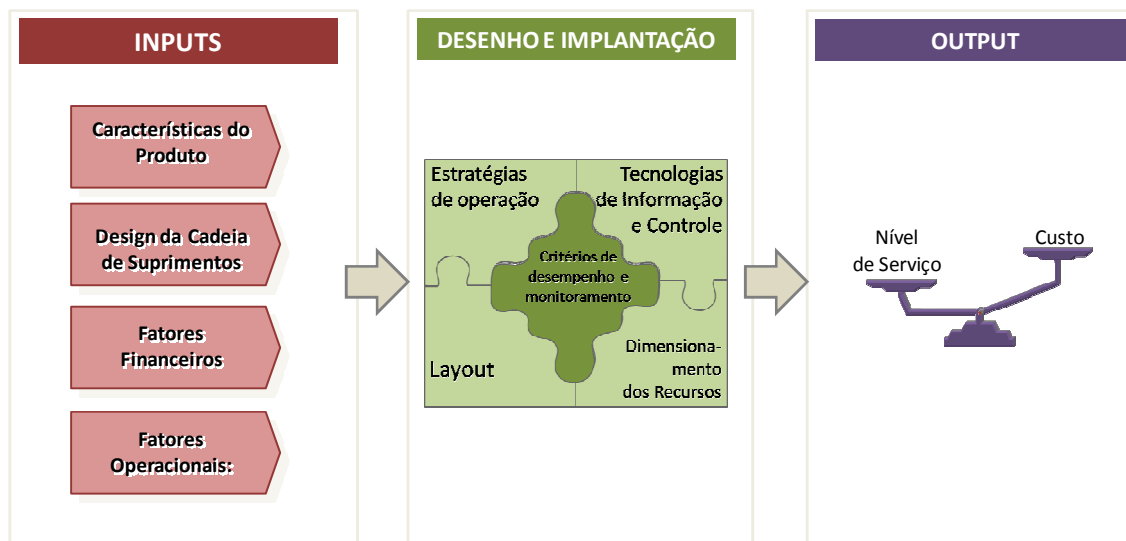 INPUTS
Características do
Produto
Design da Cadeia
de Suprimentos
Fatores
Financeiros
Fatores
Operacionais:
DESENHO E IMPLANTAÇÃO
Estratégias
de operação
Tecnologias
de Informação
e Controle
Critérios de
desempenho e
monitoramento
Layout
Dimensiona-
mento
dos Recursos
OUTPUT
Nível
de Serviço
Custo